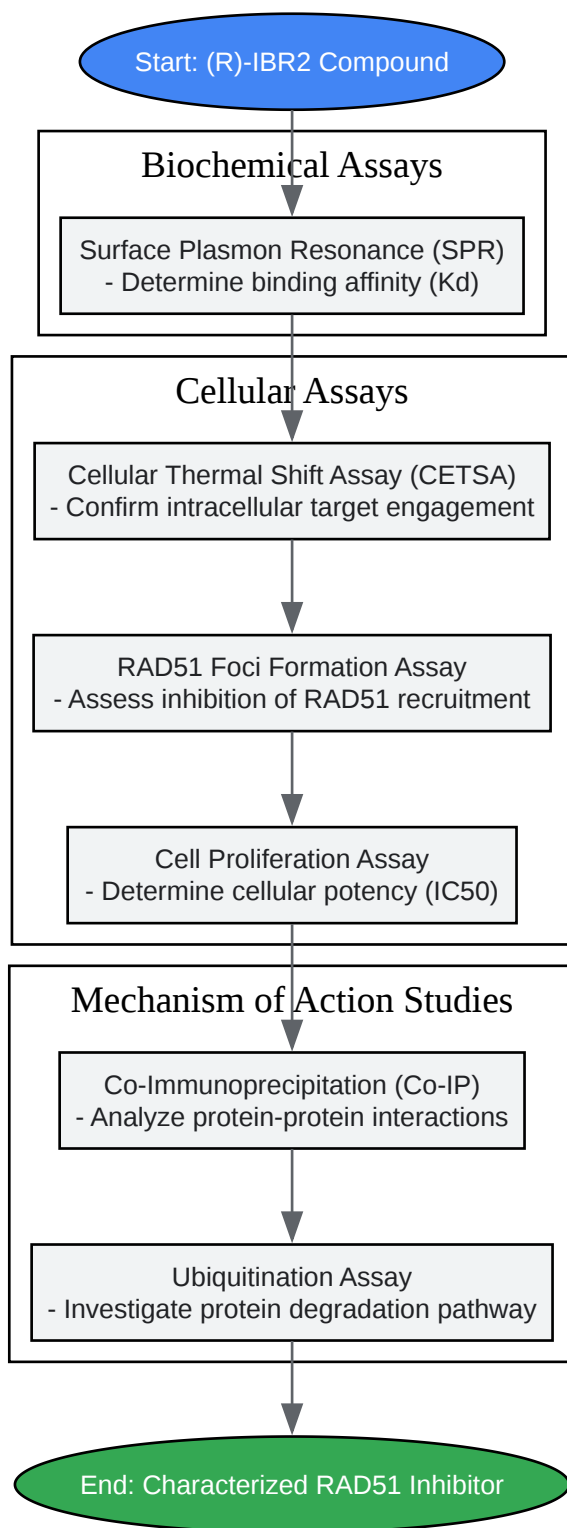 Start: (R)-IBR2 Compound
Biochemical Assays
Surface Plasmon Resonance (SPR)
- Determine binding affinity (Kd)
Cellular Assays
Cellular Thermal Shift Assay (CETSA)
- Confirm intracellular target engagement
RAD51 Foci Formation Assay
- Assess inhibition of RAD51 recruitment
Cell Proliferation Assay
- Determine cellular potency (IC50)
Mechanism of Action Studies
Co-Immunoprecipitation (Co-IP)
- Analyze protein-protein interactions
Ubiquitination Assay
- Investigate protein degradation pathway
End: Characterized RAD51 Inhibitor